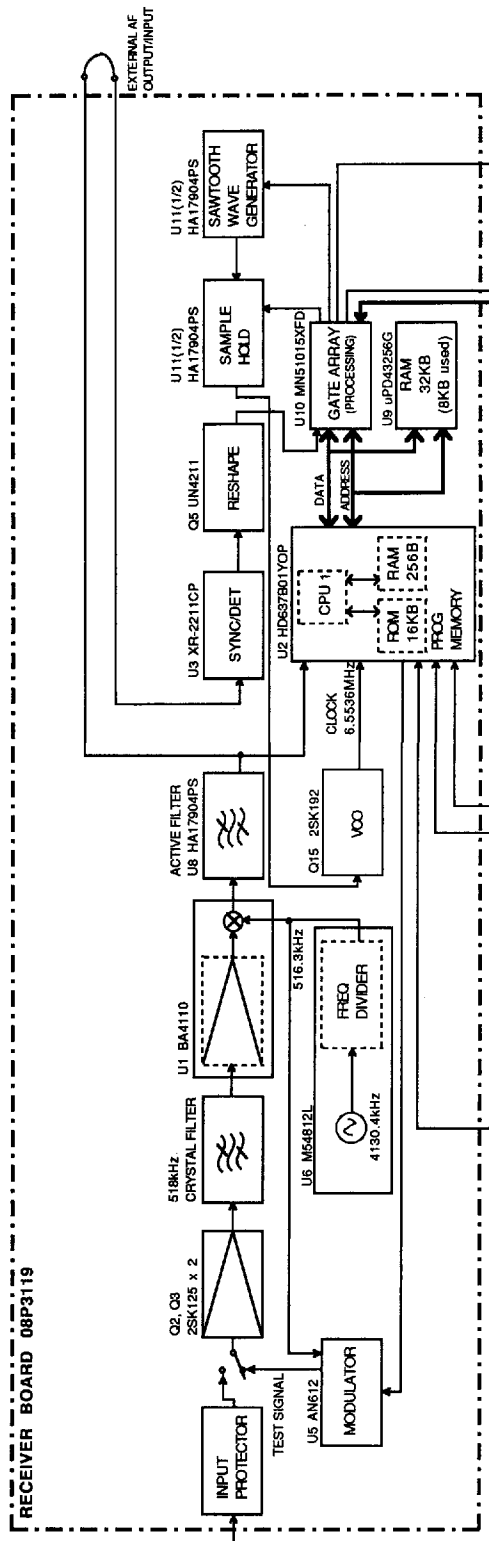 RECEIVER BOARD 08P3119
INPUT
PROTECTOR
TEST SIGNAL
U5 AN612
MODULATOR
Q2, Q3
2SK125 x 2
518kHz
CRYSTAL FILTER
U1 BA4110
516.3kHz
U6 M54812L
4130.4kHz
FREQ
DIVIDER
ACTIVE FILTER
U8 HA17904PS
Q15 2SK192
VCO
CLOCK
6.5536MHz
U3 XR-2211CP
SYNC/DET
Q5 UN4211
RESHAPE
U2 HD637B01YOP
CPU 1
ROM
16KB
RAM
256B
PROG
MEMORY
DATA
ADDRESS
U11(1/2)
HA17904PS
SAMPLE
HOLD
U11(1/2)
HA17904PS
SAWTOOTH
WAVE
GENERATOR
U10 MN51015XFD
GATE ARRAY
(PROCESSING)
U9 uPD43256G
RAM
32KB
(8KB used)
EXTERNAL AF
OUTPUT/INPUT